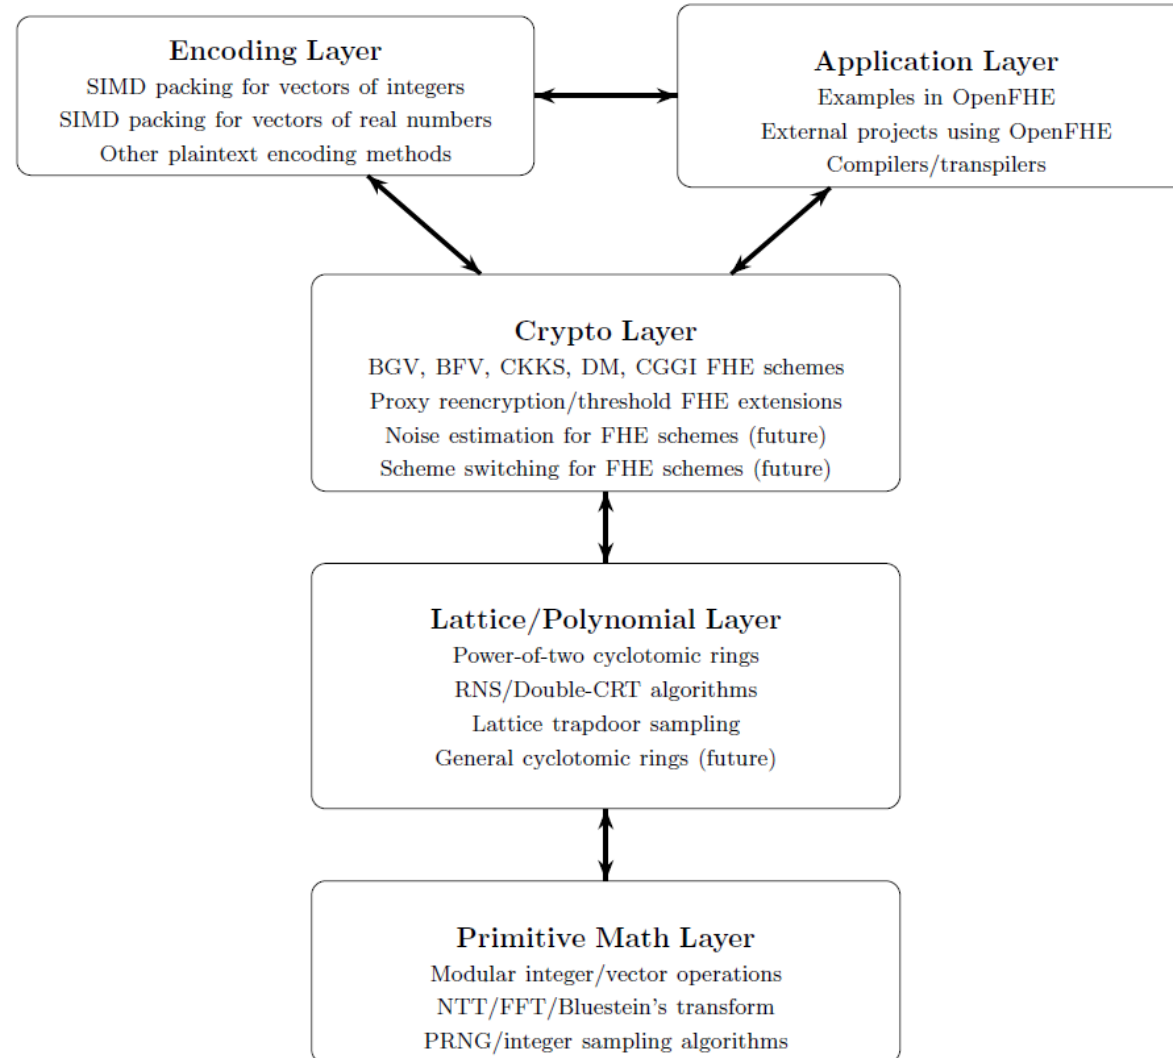 Encoding Layer
SIMD packing for vectors of integers
SIMD packing for vectors of real numbers
Other plaintext encoding methods
Application Layer
Examples in OpenFHE
External projects using OpenFHE
Compilers/transpilers
Crypto Layer
BGV, BFV, CKKS, DM, CGGI FHE schemes
Proxy reencryption/threshold FHE extensions
Noise estimation for FHE schemes (future)
Scheme switching for FHE schemes (future)
Lattice/Polynomial Layer
Power-of-two cyclotomic rings
RNS/Double-CRT algorithms
Lattice trapdoor sampling
General cyclotomic rings (future)
Primitive Math Layer
Modular integer/vector operations
NTT/FFT/Bluestein's transform
PRNG/integer sampling algorithms